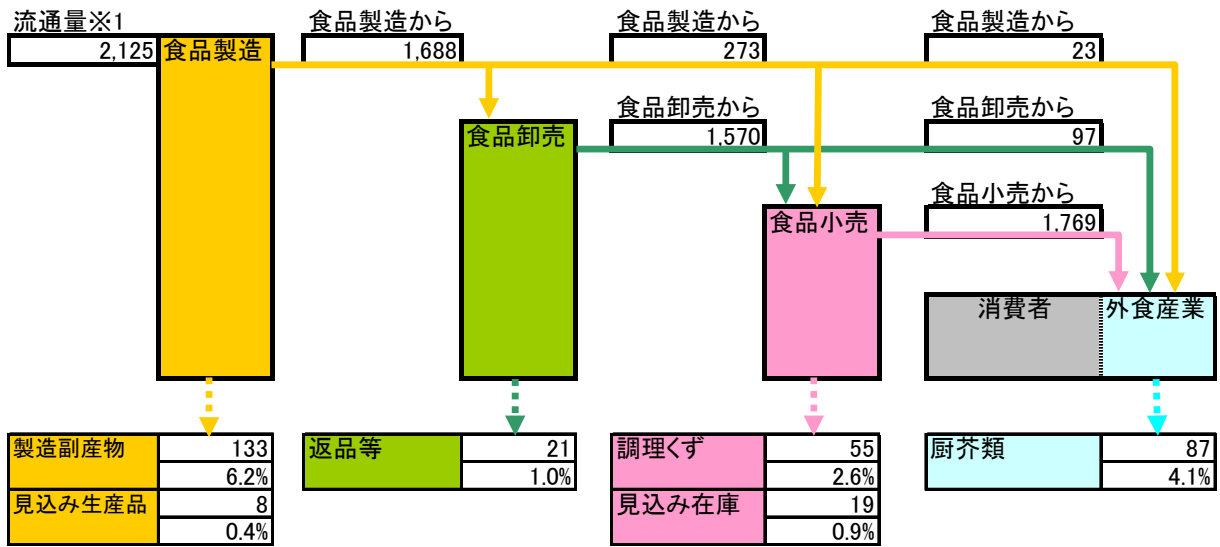 流通量※1
食品製造から
食品製造から
食品製造から
2,125
食品製造
1,688
273
23
食品卸売から
食品卸売から
食品卸売
1,570
97
食品小売から
食品小売
1,769
消費者
外食産業
製造副産物
133
返品等
21
調理くず
55
厨芥類
87
6.2%
1.0%
2.6%
4.1%
見込み生産品
8
見込み在庫
19
0.4%
0.9%